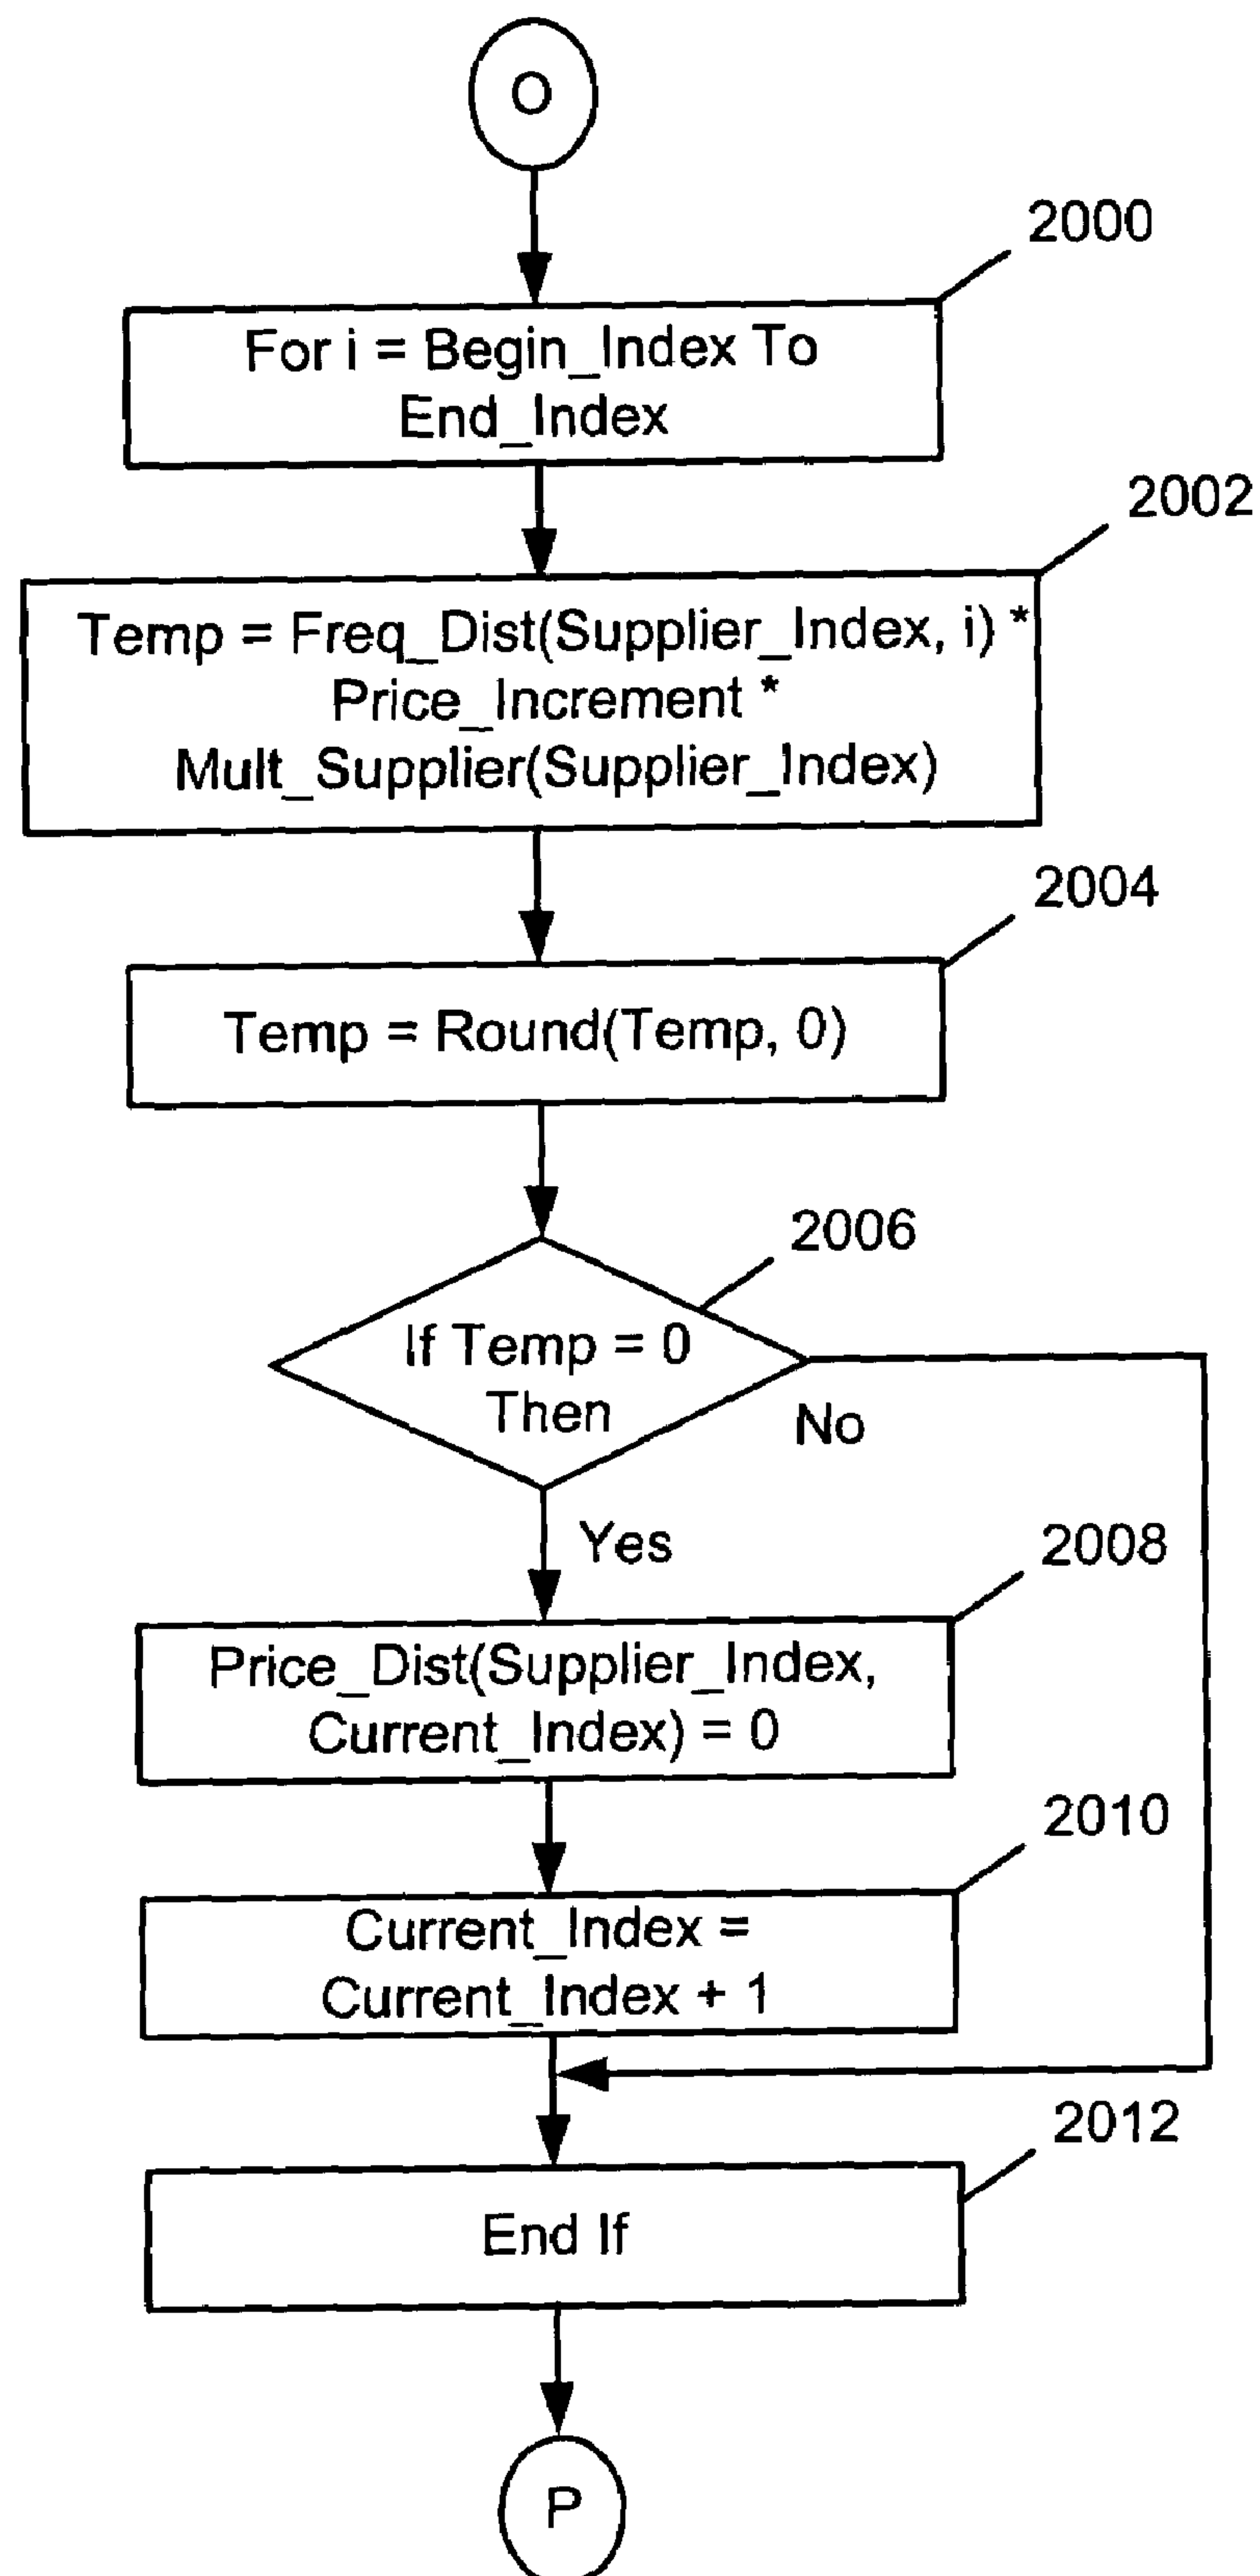 O
2000
For i = Begin_Index To
End_Index
2002
Temp = Freq_Dist(Supplier_Index, i) *
Price_Increment *
Mult_Supplier(Supplier_Index)
2004
Temp = Round(Temp, 0)
2006
If Temp = 0
Then
No
Yes
2008
Price_Dist(Supplier_Index,
Current_Index) = 0
2010
Current_Index =
Current_Index + 1
2012
End If
P